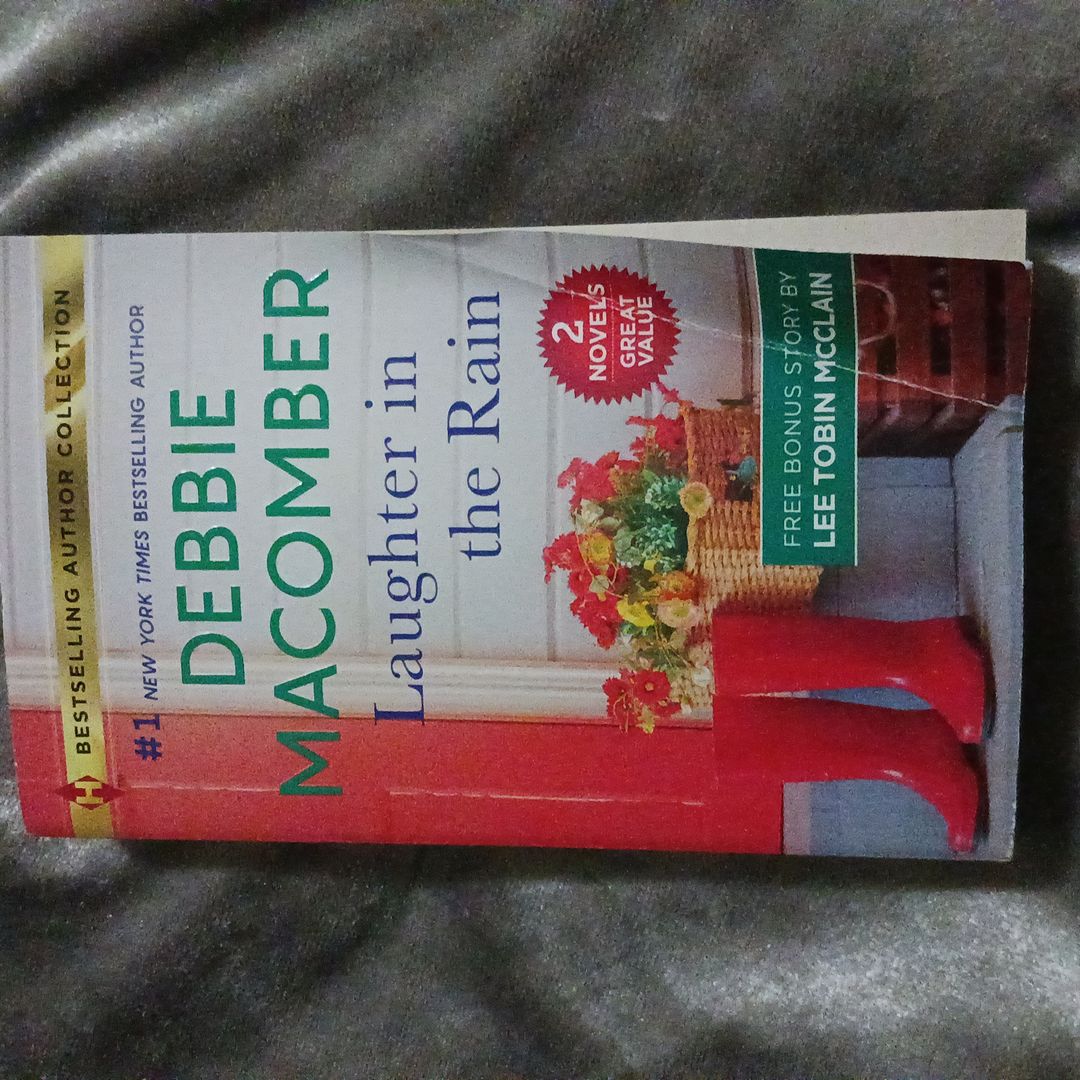 H BESTSELLING AUTHOR COLLECTION
#1 NEW YORK TIMES BESTSELLING AUTHOR
DEBBIE
MACOMBER
Laughter in
the Rain
2
NOVELS
GREAT
VALUE
FREE BONUS STORY BY
LEE TOBIN MCCLAIN